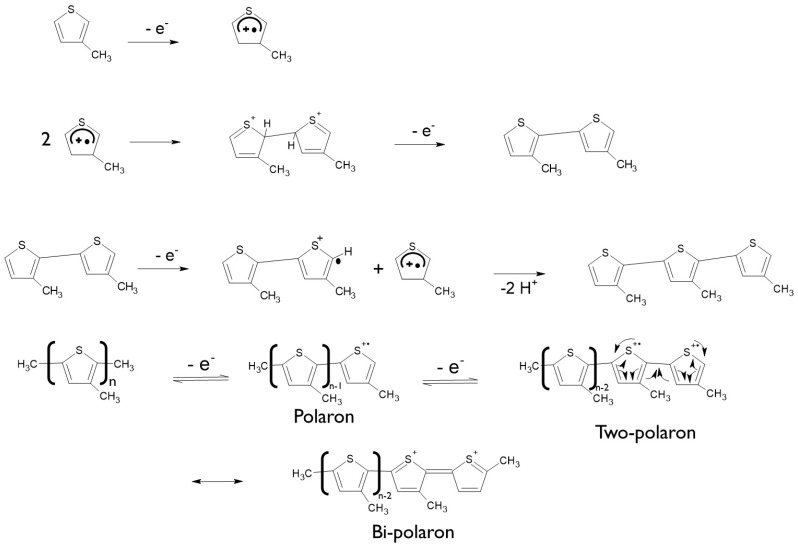 S
- e⁻
S
+•
CH₃
CH₃
2
S
+•
CH₃
S⁺
H
S⁺
H
CH₃
CH₃
- e⁻
S
S
CH₃
CH₃
S
S
CH₃
CH₃
- e⁻
S
S⁺
H
•
CH₃
CH₃
+
S
+•
CH₃
-2 H⁺
S
S
S
CH₃
CH₃
CH₃
H₃C
S
CH₃
n
CH₃
- e⁻
H₃C
S
S⁺•
n-1
CH₃
CH₃
Polaron
- e⁻
H₃C
S
S⁺•
S⁺•
n-2
CH₃
CH₃
CH₃
Two-polaron
H₃C
S
S⁺
S⁺
CH₃
n-2
CH₃
CH₃
Bi-polaron